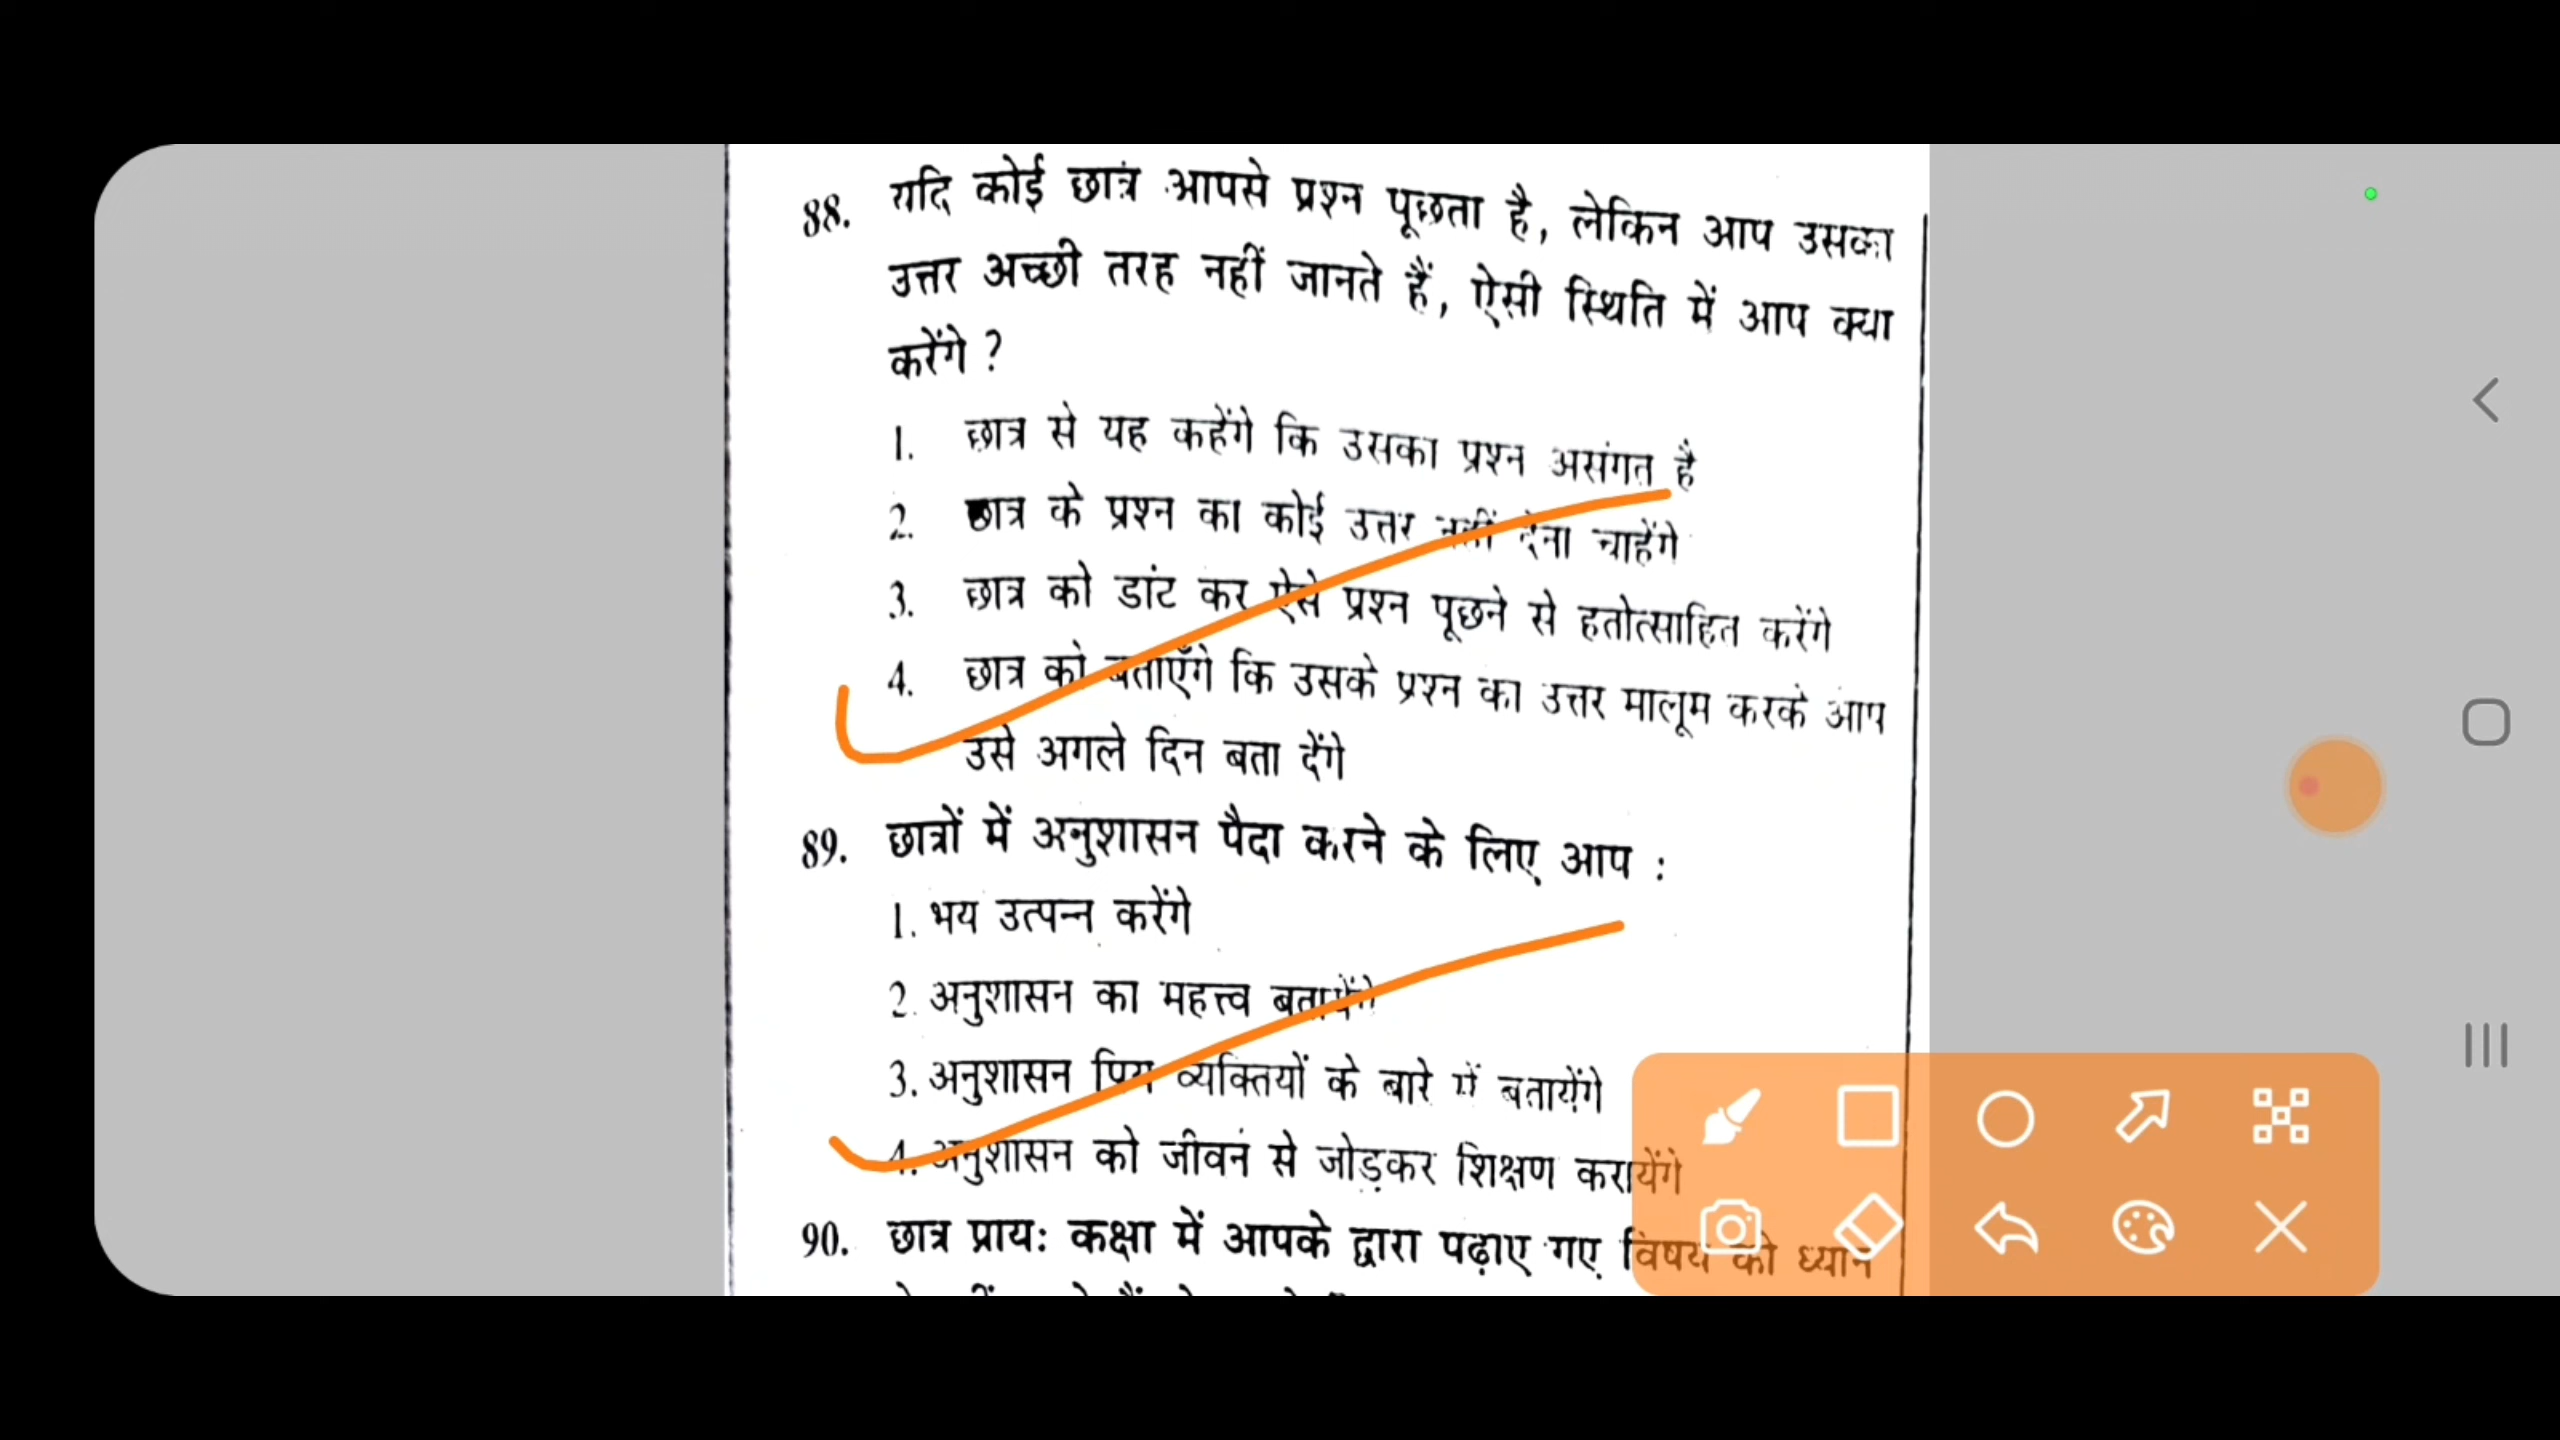 88. यदि कोई छात्र आपसे प्रश्न पूछता है, लेकिन आप उसका
उत्तर अच्छी तरह नहीं जानते हैं, ऐसी स्थिति में आप क्या
करेंगे ?
1. छात्र से यह कहेंगे कि उसका प्रश्न असंगत है
2. छात्र के प्रश्न का कोई उत्तर नहीं देना चाहेंगे
3. छात्र को डांट कर ऐसे प्रश्न पूछने से हतोत्साहित करेंगे
4. छात्र को बताएँगे कि उसके प्रश्न का उत्तर मालूम करके आप
उसे अगले दिन बता देंगे
89. छात्रों में अनुशासन पैदा करने के लिए आप :
1. भय उत्पन्न करेंगे
2. अनुशासन का महत्त्व बतायेंगे
3. अनुशासन प्रिय व्यक्तियों के बारे में बतायेंगे
4. अनुशासन को जीवन से जोड़कर शिक्षण करायेंगे
90. छात्र प्रायः कक्षा में आपके द्वारा पढ़ाए गए विषय को ध्यान